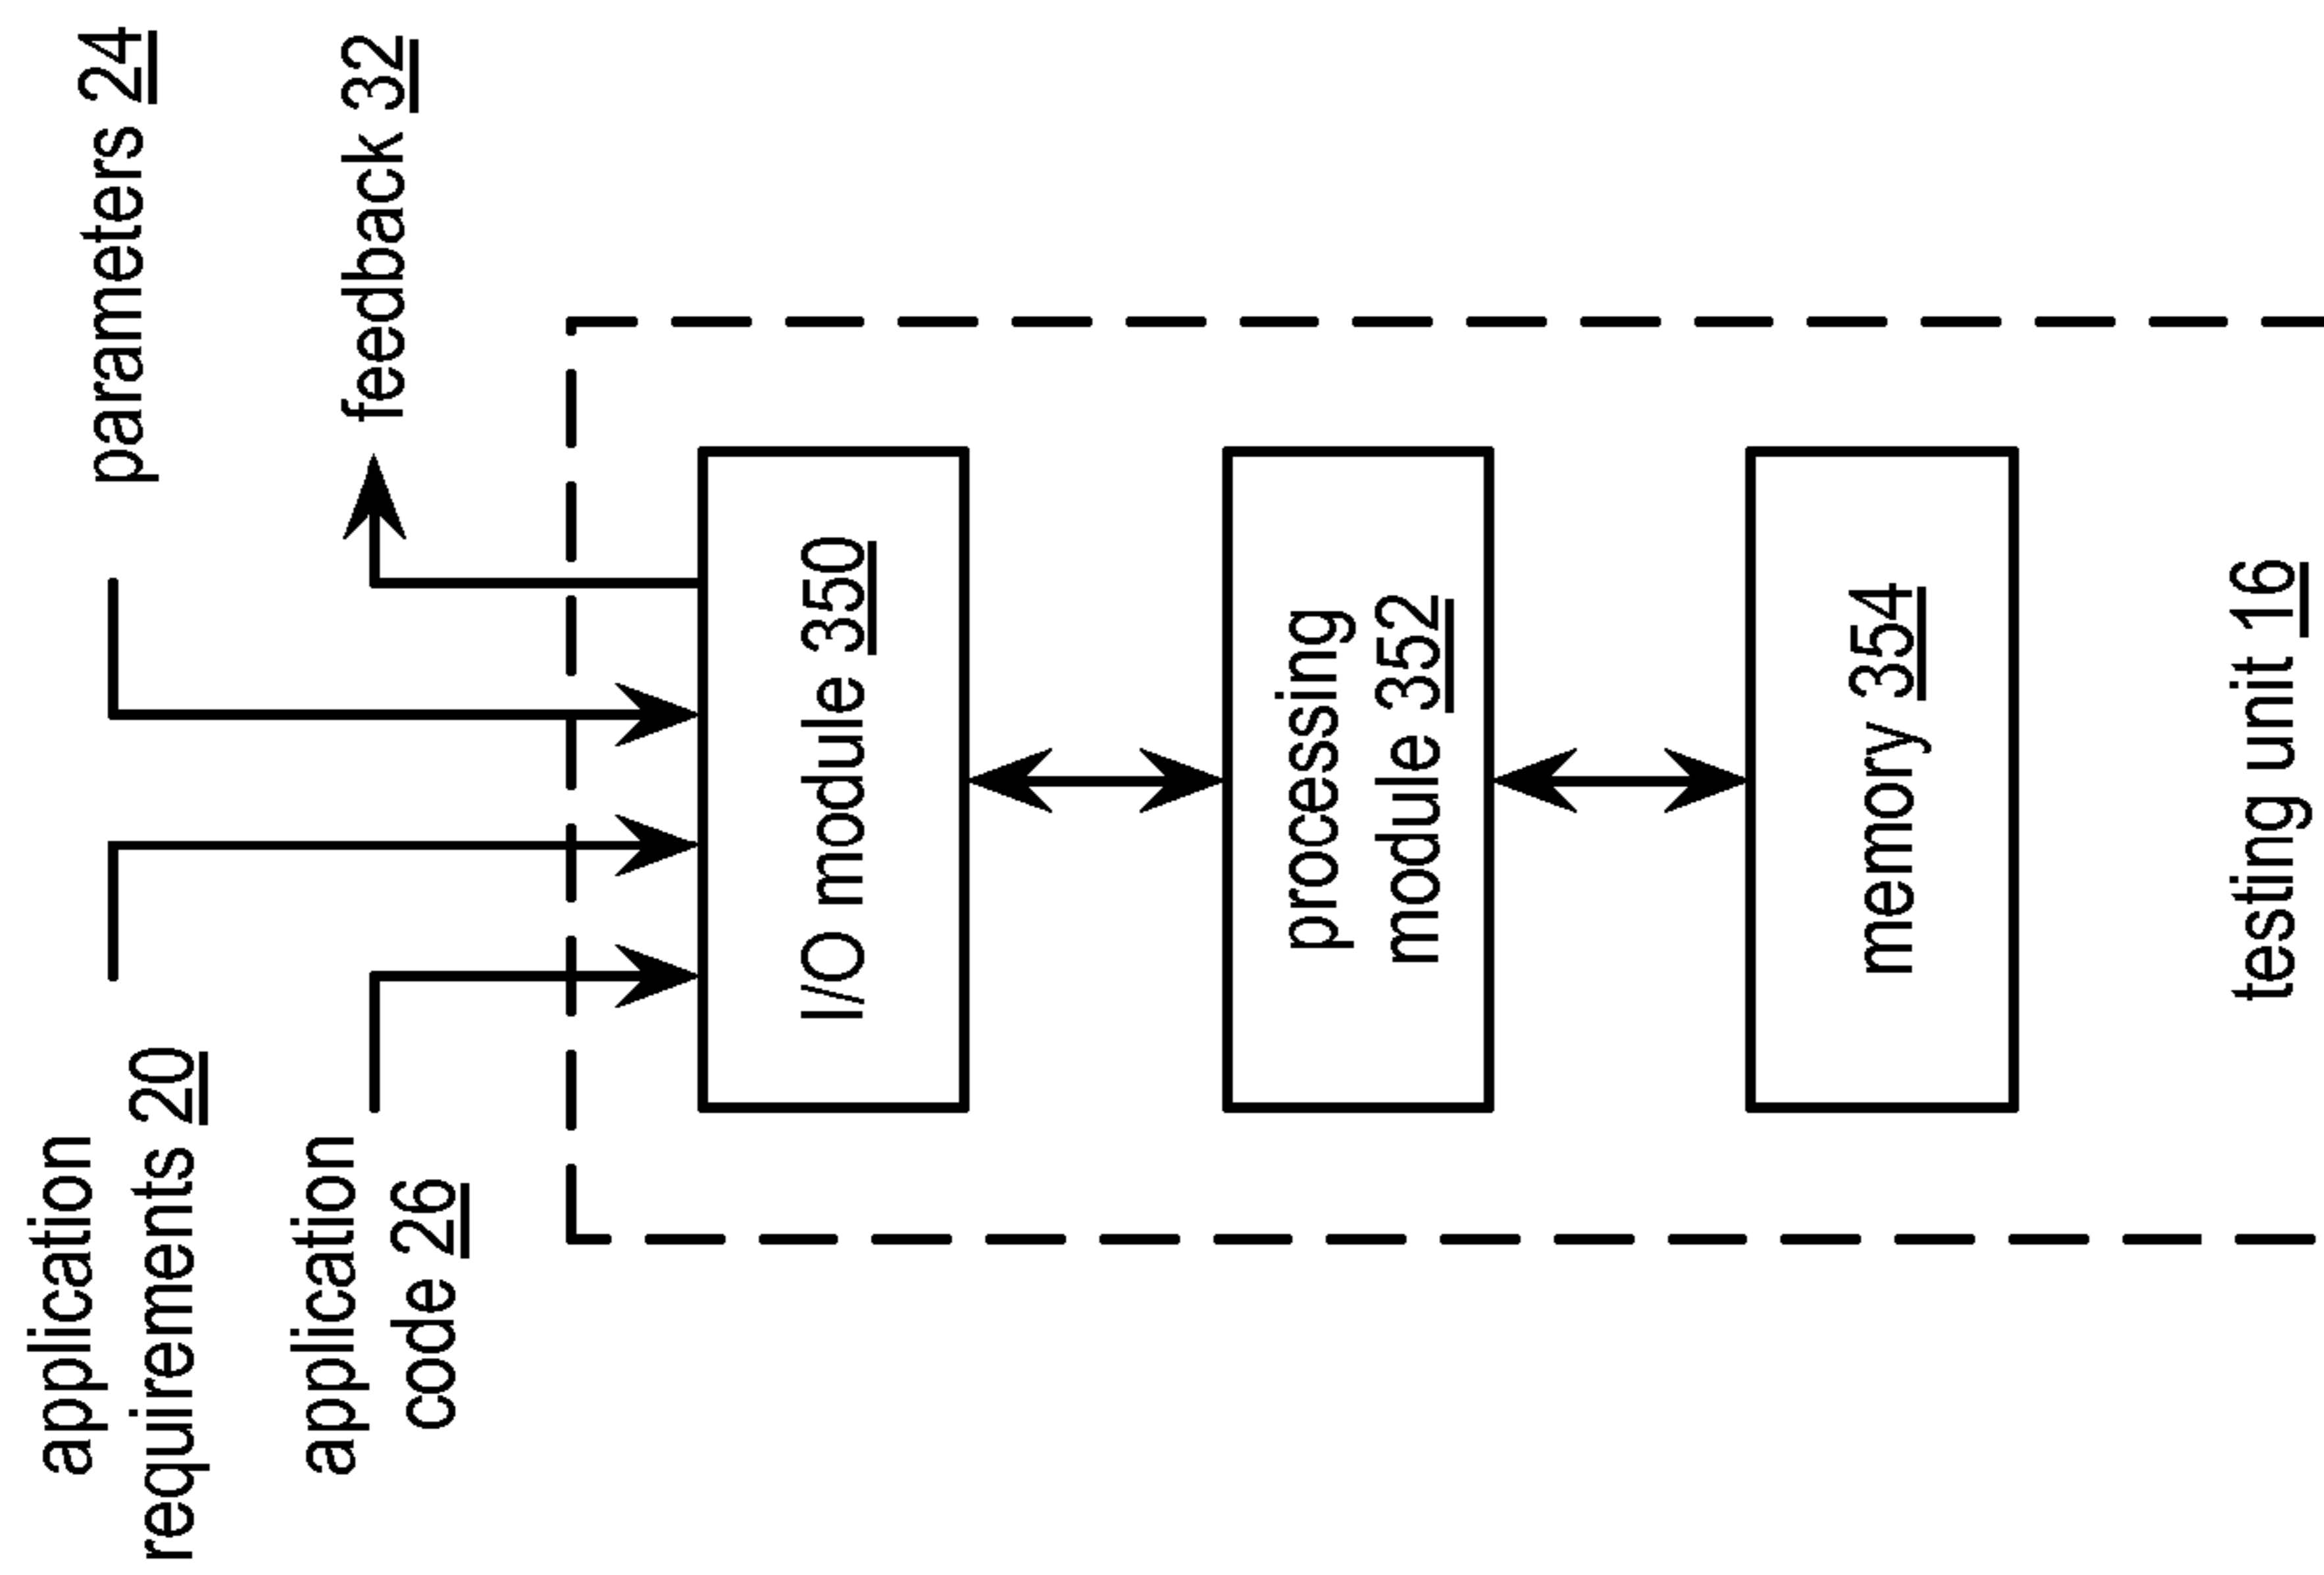 application
requirements 20
parameters 24
application
code 26
feedback 32
I/O module 350
processing
module 352
memory 354
testing unit 16